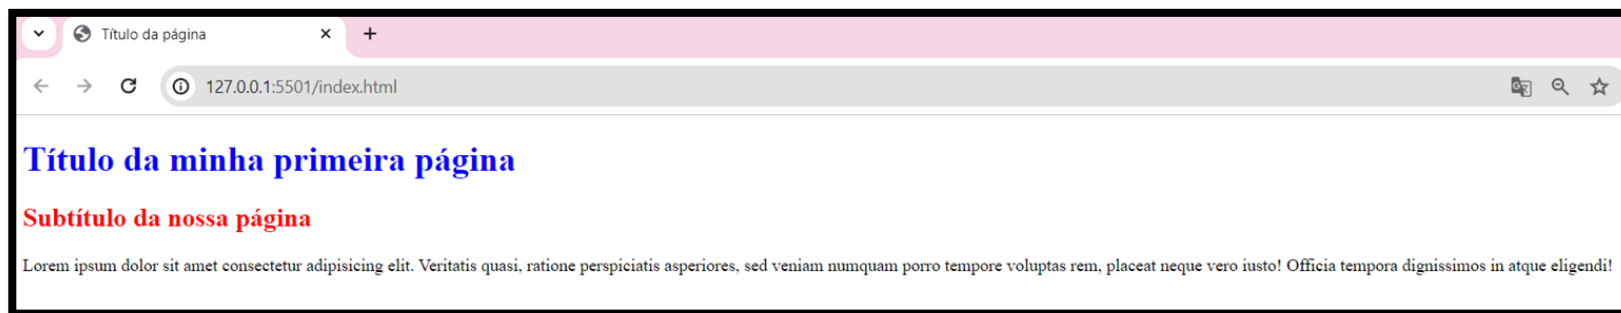 Título da página
127.0.0.1:5501/index.html
Título da minha primeira página
Subtítulo da nossa página
Lorem ipsum dolor sit amet consectetur adipisicing elit. Veritatis quasi, ratione perspiciatis asperiores, sed veniam numquam porro tempore voluptas rem, placeat neque vero iusto! Officia tempora dignissimos in atque eligendi!